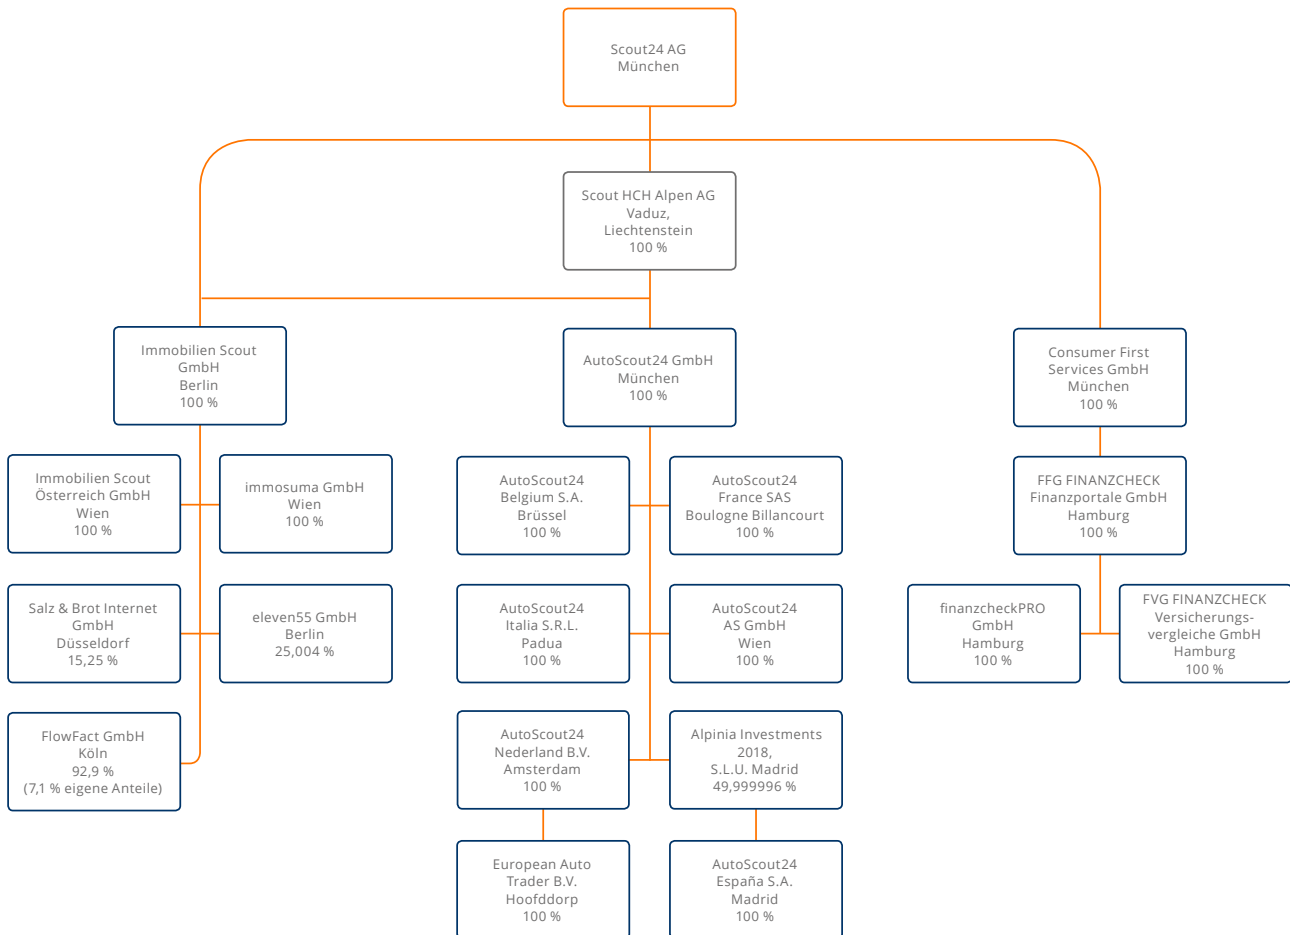 Scout24 AG
München
Scout HCH Alpen AG
Vaduz,
Liechtenstein
100 %
Immobilien Scout
GmbH
Berlin
100 %
AutoScout24 GmbH
München
100 %
Consumer First
Services GmbH
München
100 %
Immobilien Scout
Österreich GmbH
Wien
100 %
immosuma GmbH
Wien
100 %
AutoScout24
Belgium S.A.
Brüssel
100 %
AutoScout24
France SAS
Boulogne Billancourt
100 %
FFG FINANZCHECK
Finanzportale GmbH
Hamburg
100 %
Salz & Brot Internet
GmbH
Düsseldorf
15,25 %
eleven55 GmbH
Berlin
25,004 %
AutoScout24
Italia S.R.L.
Padua
100 %
AutoScout24
AS GmbH
Wien
100 %
finanzcheckPRO
GmbH
Hamburg
100 %
FVG FINANZCHECK
Versicherungs-
vergleiche GmbH
Hamburg
100 %
FlowFact GmbH
Köln
92,9 %
(7,1 % eigene Anteile)
AutoScout24
Nederland B.V.
Amsterdam
100 %
Alpinia Investments
2018,
S.L.U. Madrid
49,999996 %
European Auto
Trader B.V.
Hoofddorp
100 %
AutoScout24
España S.A.
Madrid
100 %